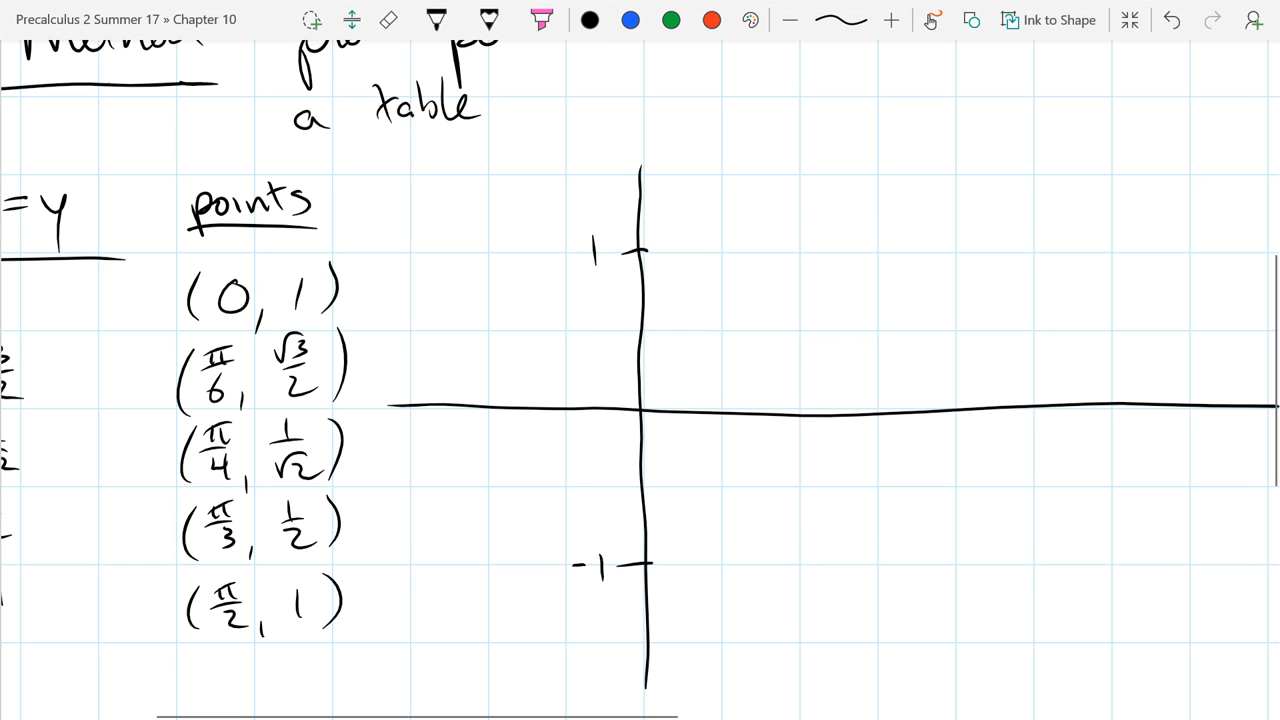 Precalculus 2 Summer 17 » Chapter 10
Ink to Shape
Method
a table
= y
points
(0, 1)
(π/6, √3/2)
(π/4, 1/√2)
(π/3, 1/2)
(π/2, 1)
1
-1